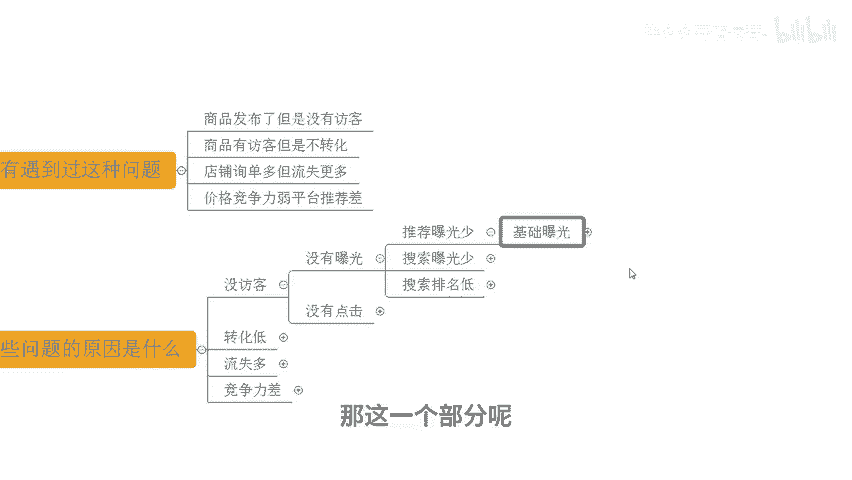 bilibili
商品发布了但是没有访客
商品有访客但是不转化
有遇到过这种问题
店铺询单多但流失更多
价格竞争力弱平台推荐差
推荐曝光少
基础曝光
没有曝光
搜索曝光少
没访客
搜索排名低
没有点击
转化低
些问题的原因是什么
流失多
竞争力差
那这一个部分呢